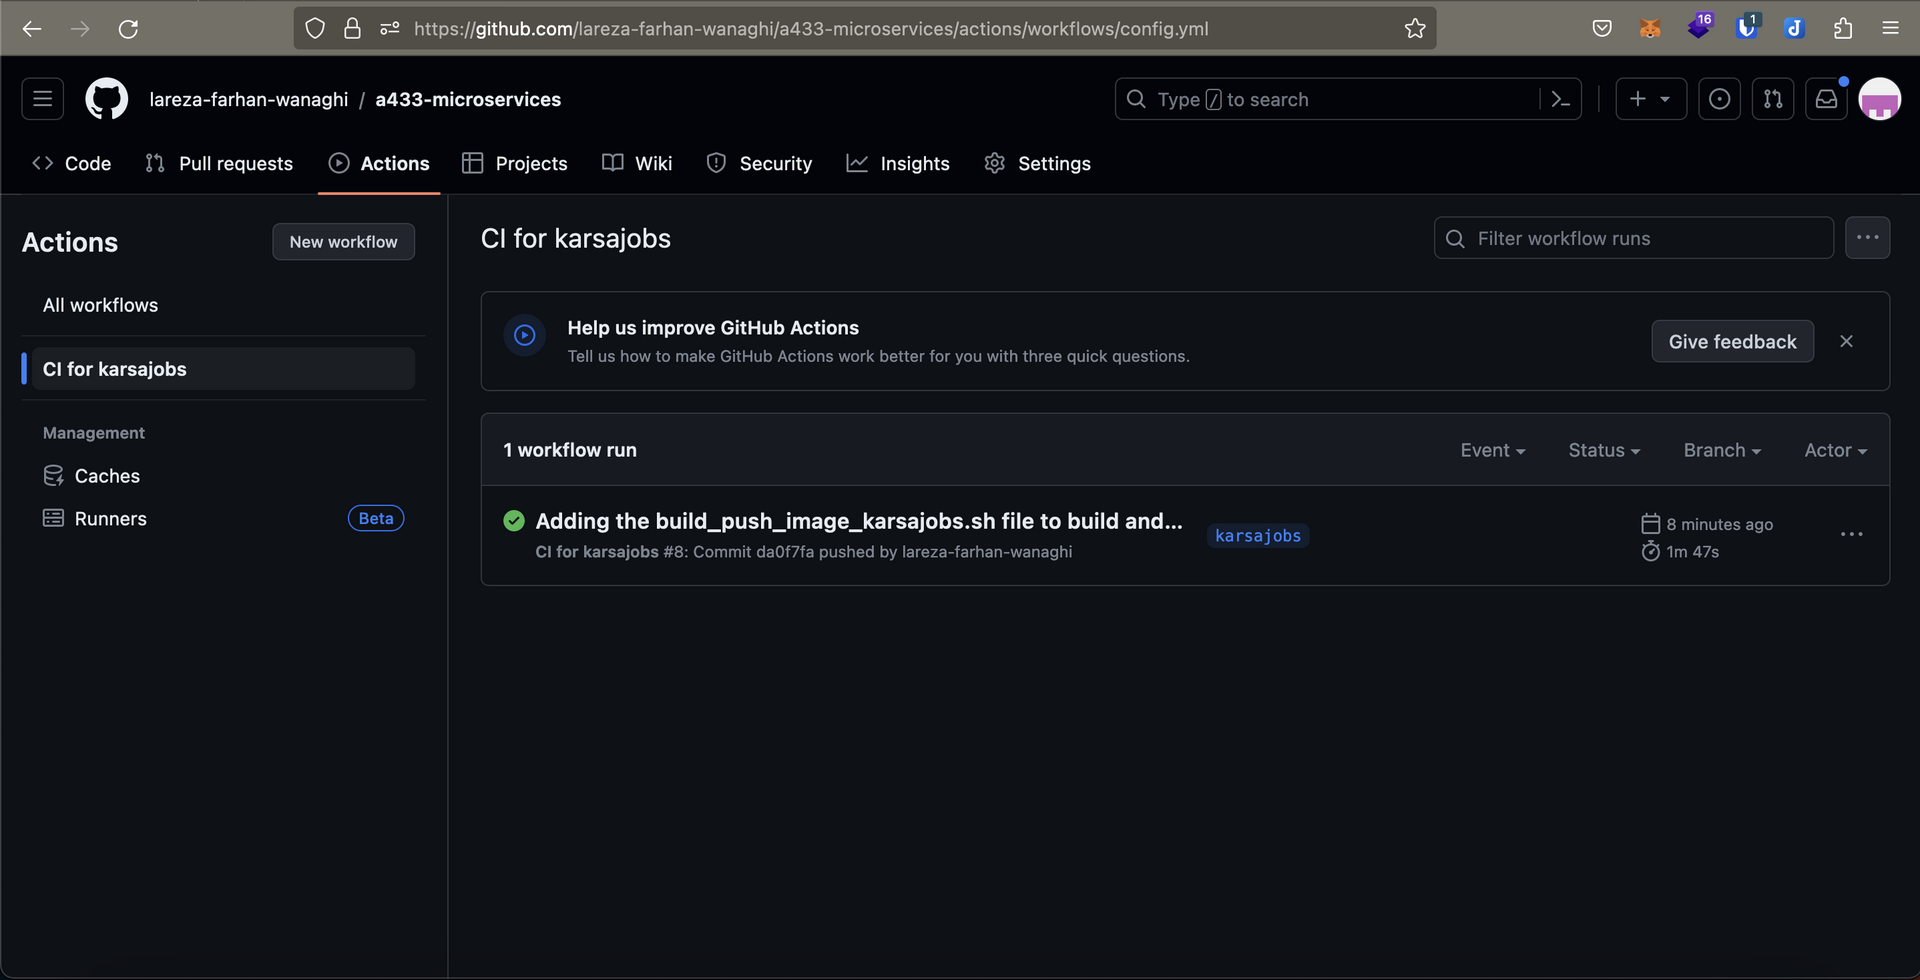 https://github.com/lareza-farhan-wanaghi/a433-microservices/actions/workflows/config.yml
16
1
lareza-farhan-wanaghi / a433-microservices
Type / to search
Code
Pull requests
Actions
Projects
Wiki
Security
Insights
Settings
Actions
New workflow
All workflows
CI for karsajobs
Management
Caches
Runners
Beta
CI for karsajobs
Filter workflow runs
Help us improve GitHub Actions
Tell us how to make GitHub Actions work better for you with three quick questions.
Give feedback
1 workflow run
Event
Status
Branch
Actor
Adding the build_push_image_karsajobs.sh file to build and...
CI for karsajobs #8: Commit da0f7fa pushed by lareza-farhan-wanaghi
karsajobs
8 minutes ago
1m 47s